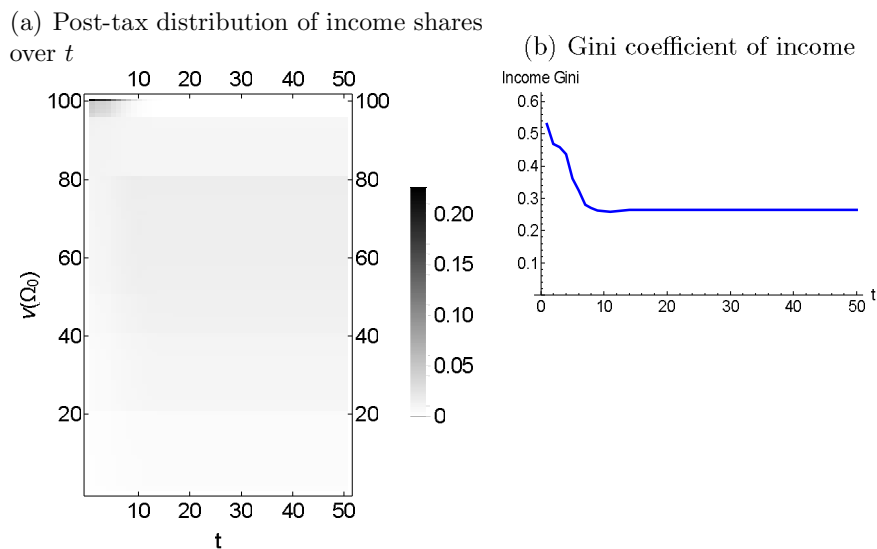 (a) Post-tax distribution of income shares
over t
10 20 30 40 50
100 100
80 80
60 60
40 40
20 20
10 20 30 40 50
t
ν(Ω0)
0.20
0.15
0.10
0.05
0
(b) Gini coefficient of income
Income Gini
0.6
0.5
0.4
0.3
0.2
0.1
0 10 20 30 40 50
t